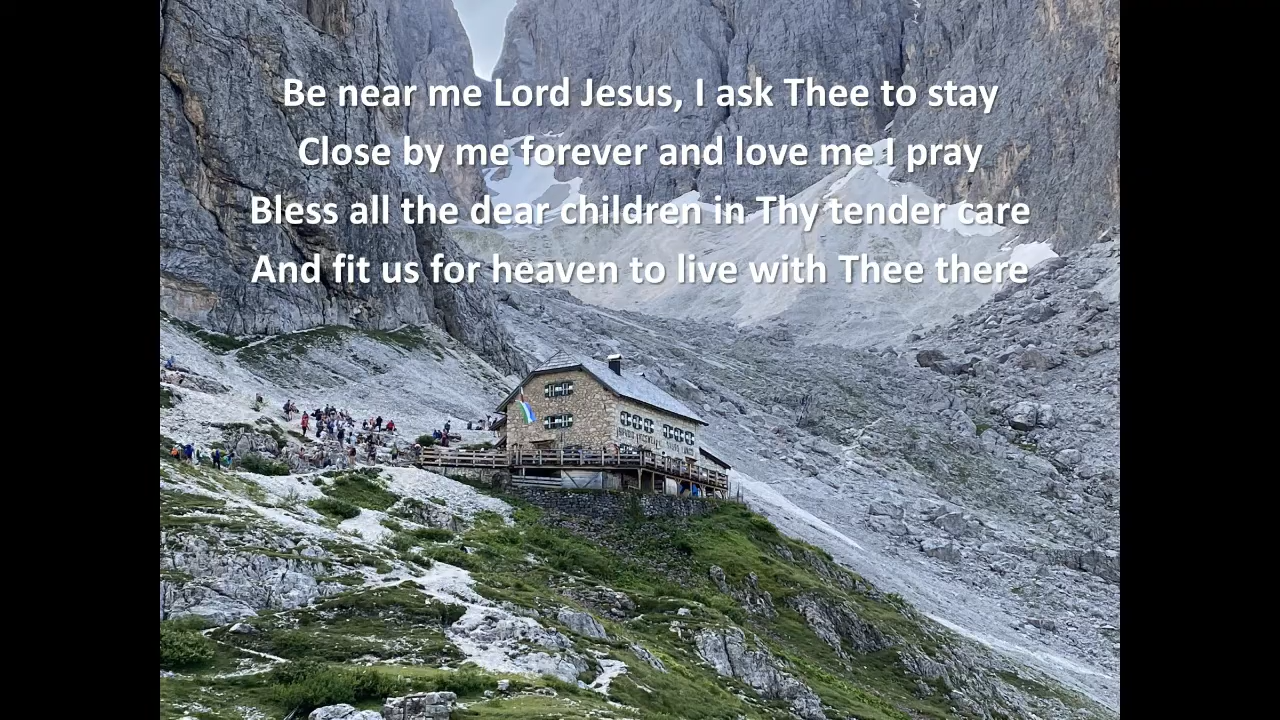 Be near me Lord Jesus, I ask Thee to stay
Close by me forever and love me I pray
Bless all the dear children in Thy tender care
And fit us for heaven to live with Thee there